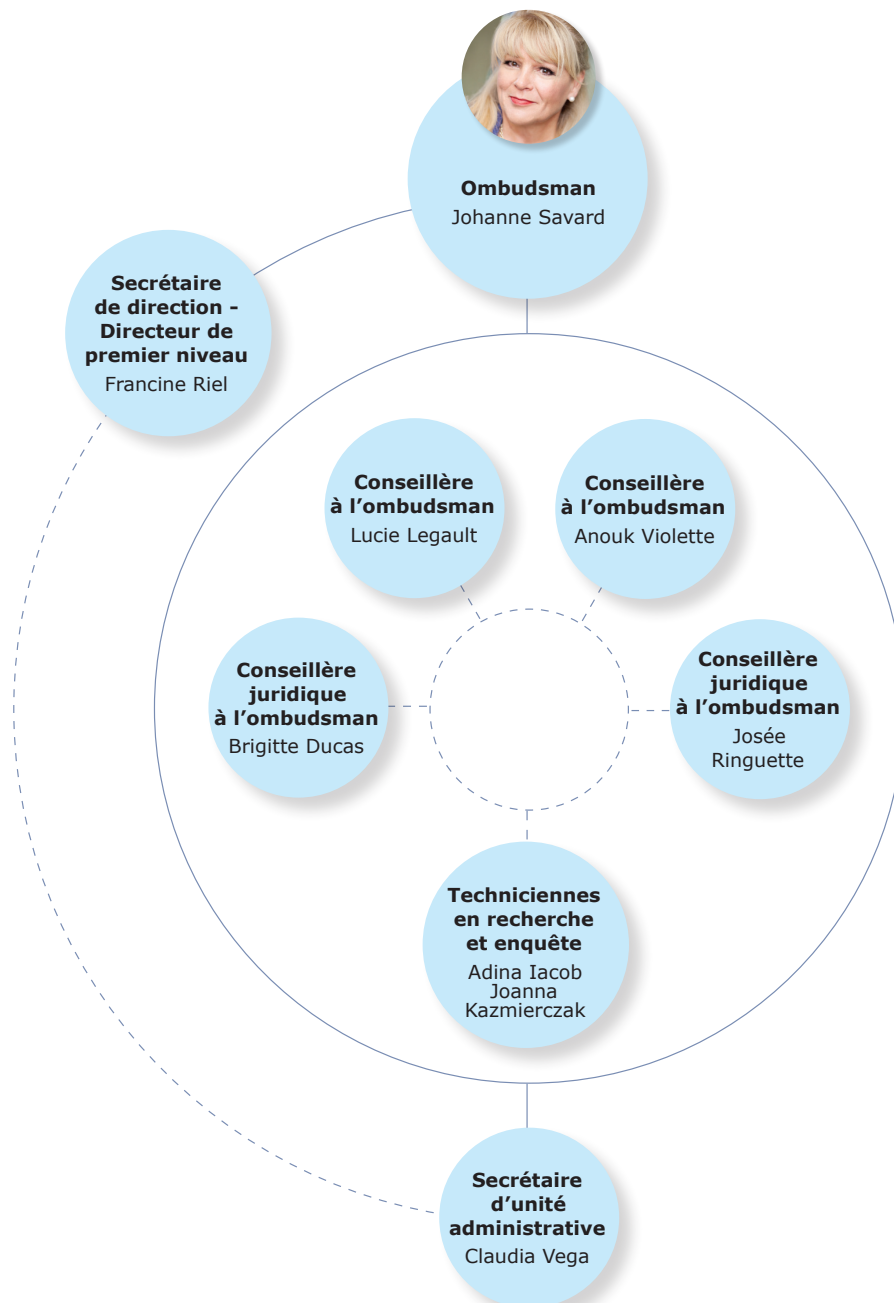 Ombudsman
Johanne Savard
Secrétaire
de direction -
Directeur de
premier niveau
Francine Riel
Conseillère
à l’ombudsman
Lucie Legault
Conseillère
à l’ombudsman
Anouk Violette
Conseillère
juridique
à l’ombudsman
Brigitte Ducas
Conseillère
juridique
à l’ombudsman
Josée
Ringuette
Techniciennes
en recherche
et enquête
Adina Iacob
Joanna
Kazmierczak
Secrétaire
d’unité
administrative
Claudia Vega